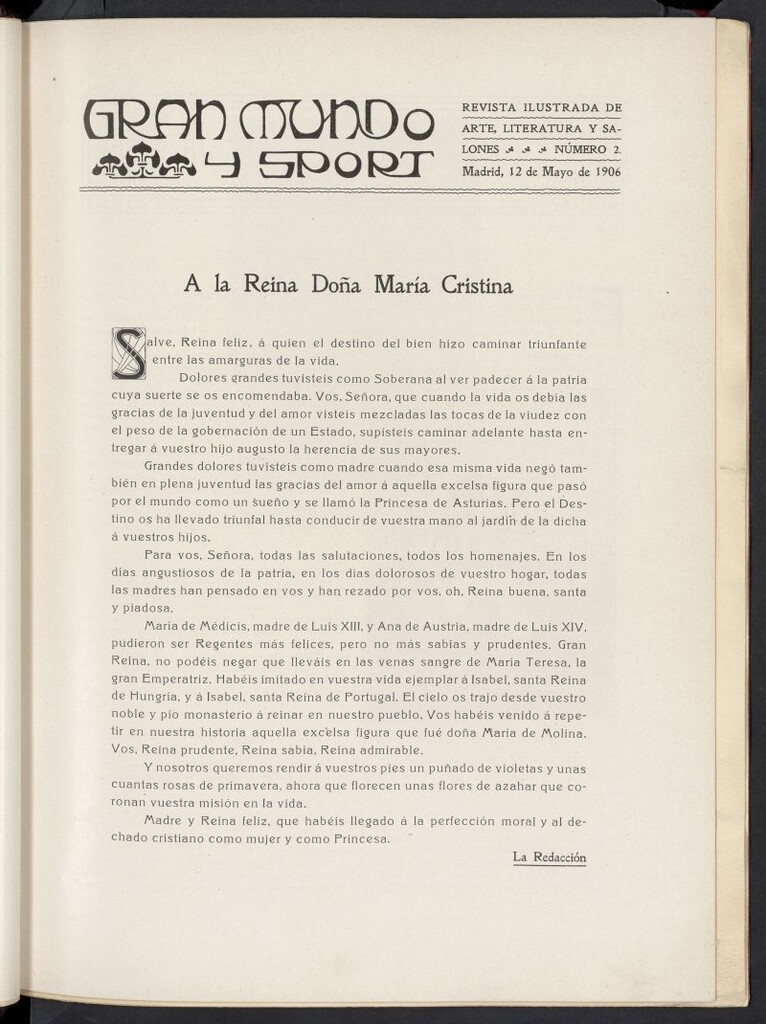 GRAN MUNDO
Y SPORT
REVISTA ILUSTRADA DE
ARTE, LITERATURA Y SA-
LONES NÚMERO 2.
Madrid, 12 de Mayo de 1906
A la Reina Doña María Cristina
Salve, Reina feliz, á quien el destino del bien hizo caminar triunfante
entre las amarguras de la vida.
Dolores grandes tuvisteis como Soberana al ver padecer á la patria
cuya suerte se os encomendaba. Vos, Señora, que cuando la vida os debía las
gracias de la juventud y del amor visteis mezcladas las tocas de la viudez con
el peso de la gobernación de un Estado, supisteis caminar adelante hasta en-
tregar á vuestro hijo augusto la herencia de sus mayores.
Grandes dolores tuvisteis como madre cuando esa misma vida negó tam-
bién en plena juventud las gracias del amor á aquella excelsa figura que pasó
por el mundo como un sueño y se llamó la Princesa de Asturias. Pero el Des-
tino os ha llevado triunfal hasta conducir de vuestra mano al jardín de la dicha
á vuestros hijos.
Para vos, Señora, todas las salutaciones, todos los homenajes. En los
días angustiosos de la patria, en los días dolorosos de vuestro hogar, todas
las madres han pensado en vos y han rezado por vos, oh, Reina buena, santa
y piadosa.
María de Médicis, madre de Luis XIII, y Ana de Austria, madre de Luis XIV,
pudieron ser Regentes más felices, pero no más sabias y prudentes. Gran
Reina, no podéis negar que lleváis en las venas sangre de María Teresa, la
gran Emperatriz. Habéis imitado en vuestra vida ejemplar á Isabel, santa Reina
de Hungría, y á Isabel, santa Reina de Portugal. El cielo os trajo desde vuestro
noble y pío monasterio á reinar en nuestro pueblo. Vos habéis venido á repe-
tir en nuestra historia aquella excelsa figura que fué doña María de Molina.
Vos, Reina prudente, Reina sabia, Reina admirable.
Y nosotros queremos rendir á vuestros pies un puñado de violetas y unas
cuantas rosas de primavera, ahora que florecen unas flores de azahar que co-
ronan vuestra misión en la vida.
Madre y Reina feliz, que habéis llegado á la perfección moral y al de-
chado cristiano como mujer y como Princesa.
La Redacción